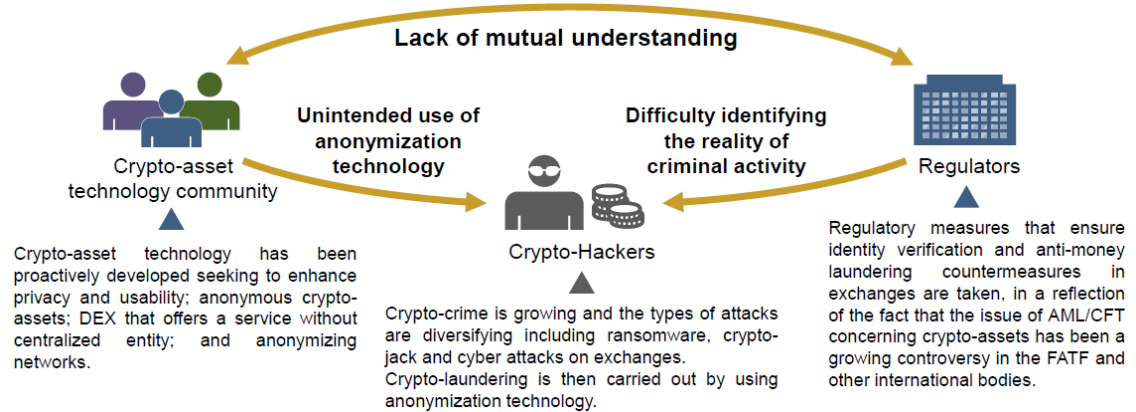 Lack of mutual understanding
Unintended use of
anonymization
technology
Difficulty identifying
the reality of
criminal activity
Crypto-asset
technology community
Regulators
Crypto-Hackers
Crypto-asset technology has been
proactively developed seeking to enhance
privacy and usability; anonymous crypto-
assets; DEX that offers a service without
centralized entity; and anonymizing
networks.
Crypto-crime is growing and the types of attacks
are diversifying including ransomware, crypto-
jack and cyber attacks on exchanges.
Crypto-laundering is then carried out by using
anonymization technology.
Regulatory measures that ensure
identity verification and anti-money
laundering countermeasures in
exchanges are taken, in a reflection
of the fact that the issue of AML/CFT
concerning crypto-assets has been a
growing controversy in the FATF and
other international bodies.